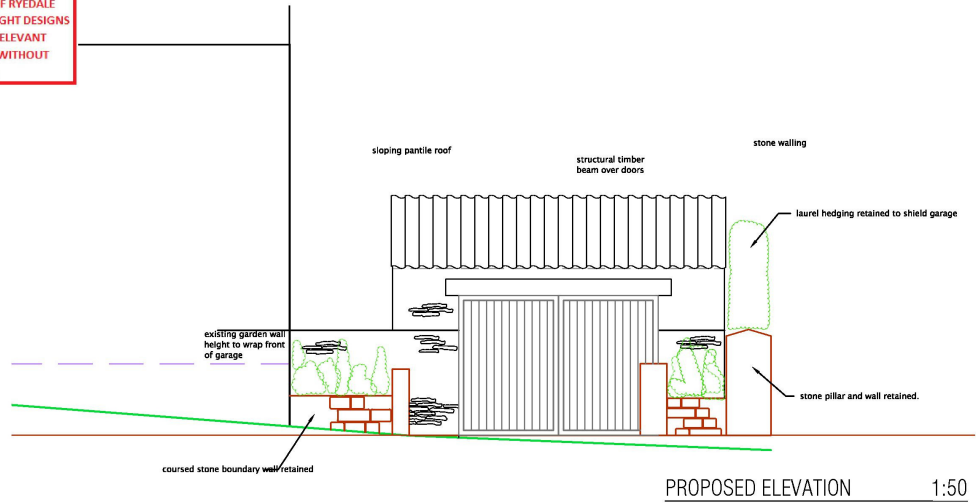 F RYEDALE
GHT DESIGNS
ELEVANT
WITHOUT
sloping pantile roof
structural timber
beam over doors
stone walling
laurel hedging retained to shield garage
existing garden wall
height to wrap front
of garage
stone pillar and wall retained.
coursed stone boundary wall retained
PROPOSED ELEVATION 1:50